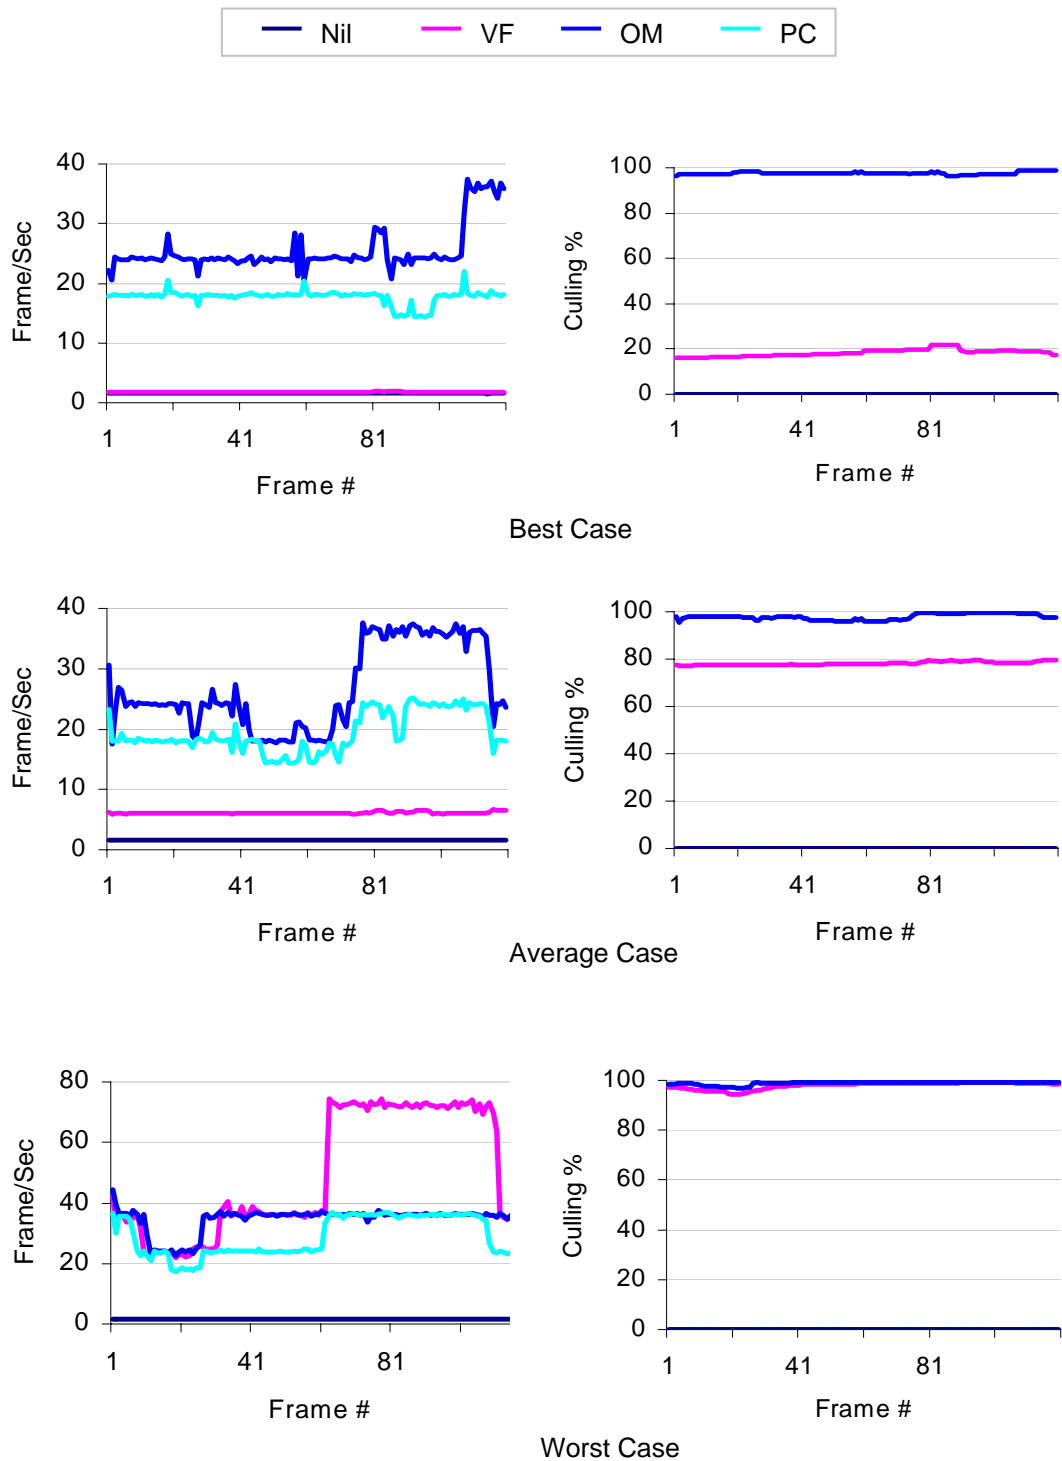 Nil VF OM PC
40
30
20
10
0
1 41 81
Frame/Sec
Frame #
100
80
60
40
20
0
1 41 81
Culling %
Frame #
Best Case
40
30
20
10
0
1 41 81
Frame/Sec
Frame #
100
80
60
40
20
0
1 41 81
Culling %
Frame #
Average Case
80
60
40
20
0
1 41 81
Frame/Sec
Frame #
100
80
60
40
20
0
1 41 81
Culling %
Frame #
Worst Case